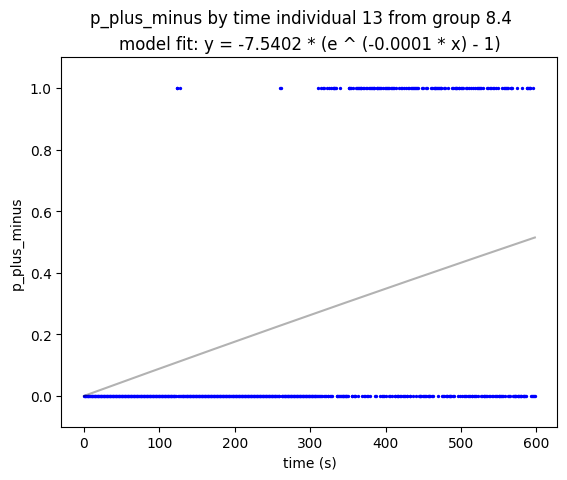 p_plus_minus by time individual 13 from group 8.4
model fit: y = -7.5402 * (e ^ (-0.0001 * x) - 1)
1.0
0.8
0.6
0.4
0.2
0.0
p_plus_minus
0 100 200 300 400 500 600
time (s)